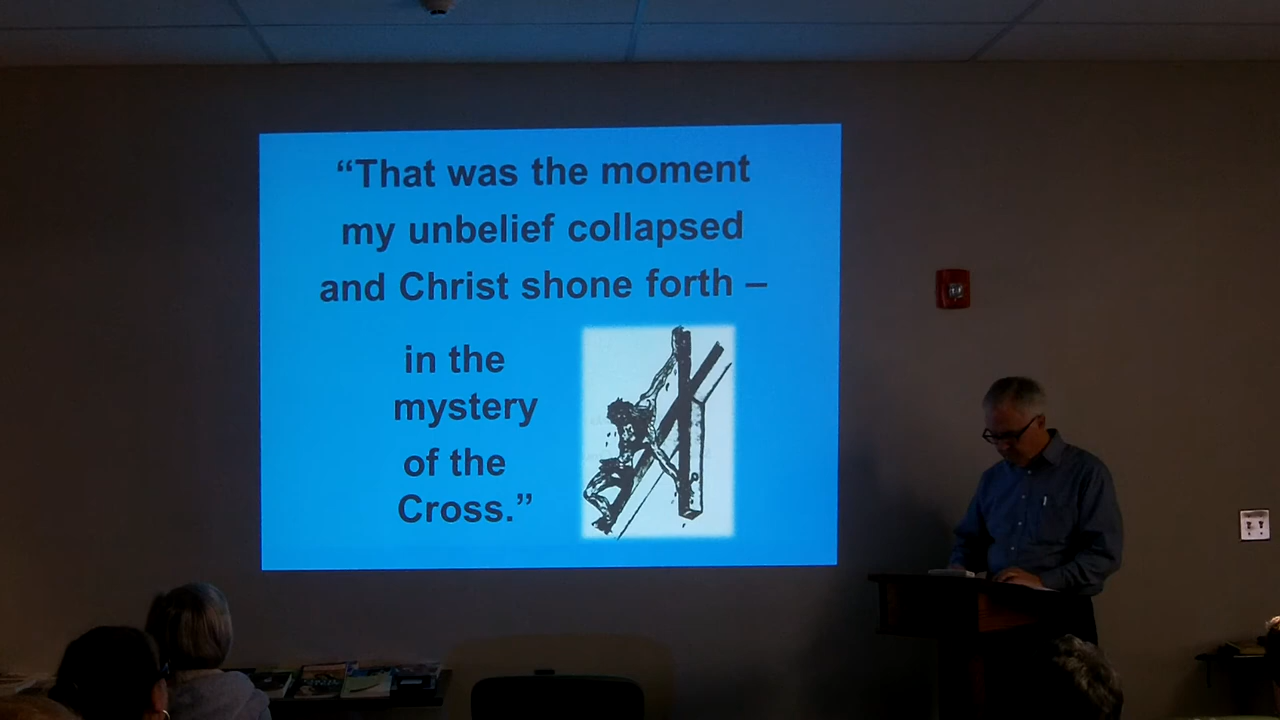 “That was the moment
my unbelief collapsed
and Christ shone forth –
in the
mystery
of the
Cross.”